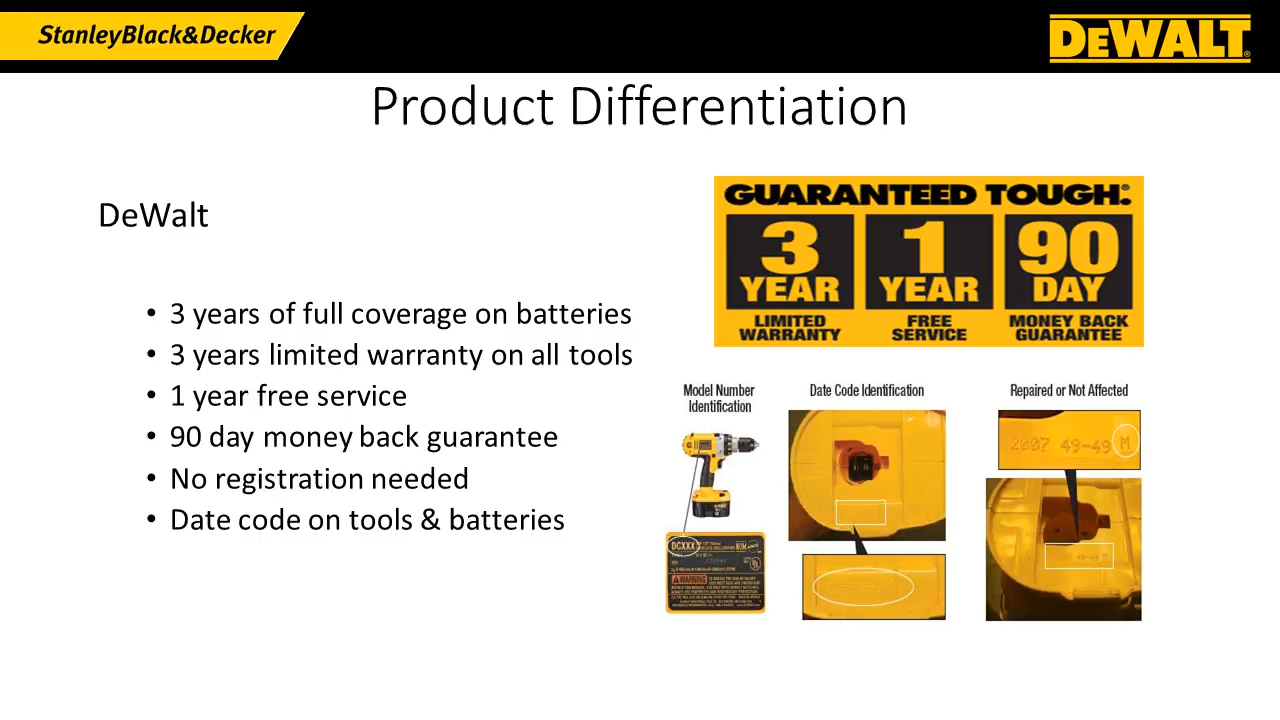 StanleyBlack&Decker
DeWALT®
Product Differentiation
DeWalt
• 3 years of full coverage on batteries
• 3 years limited warranty on all tools
• 1 year free service
• 90 day money back guarantee
• No registration needed
• Date code on tools & batteries
GUARANTEED TOUGH.®
3
YEAR
LIMITED
WARRANTY
1
YEAR
FREE
SERVICE
90
DAY
MONEY BACK
GUARANTEE
Model Number
Identification
DCXXX
WARNING
Date Code Identification
Repaired or Not Affected
2007 49-49 M